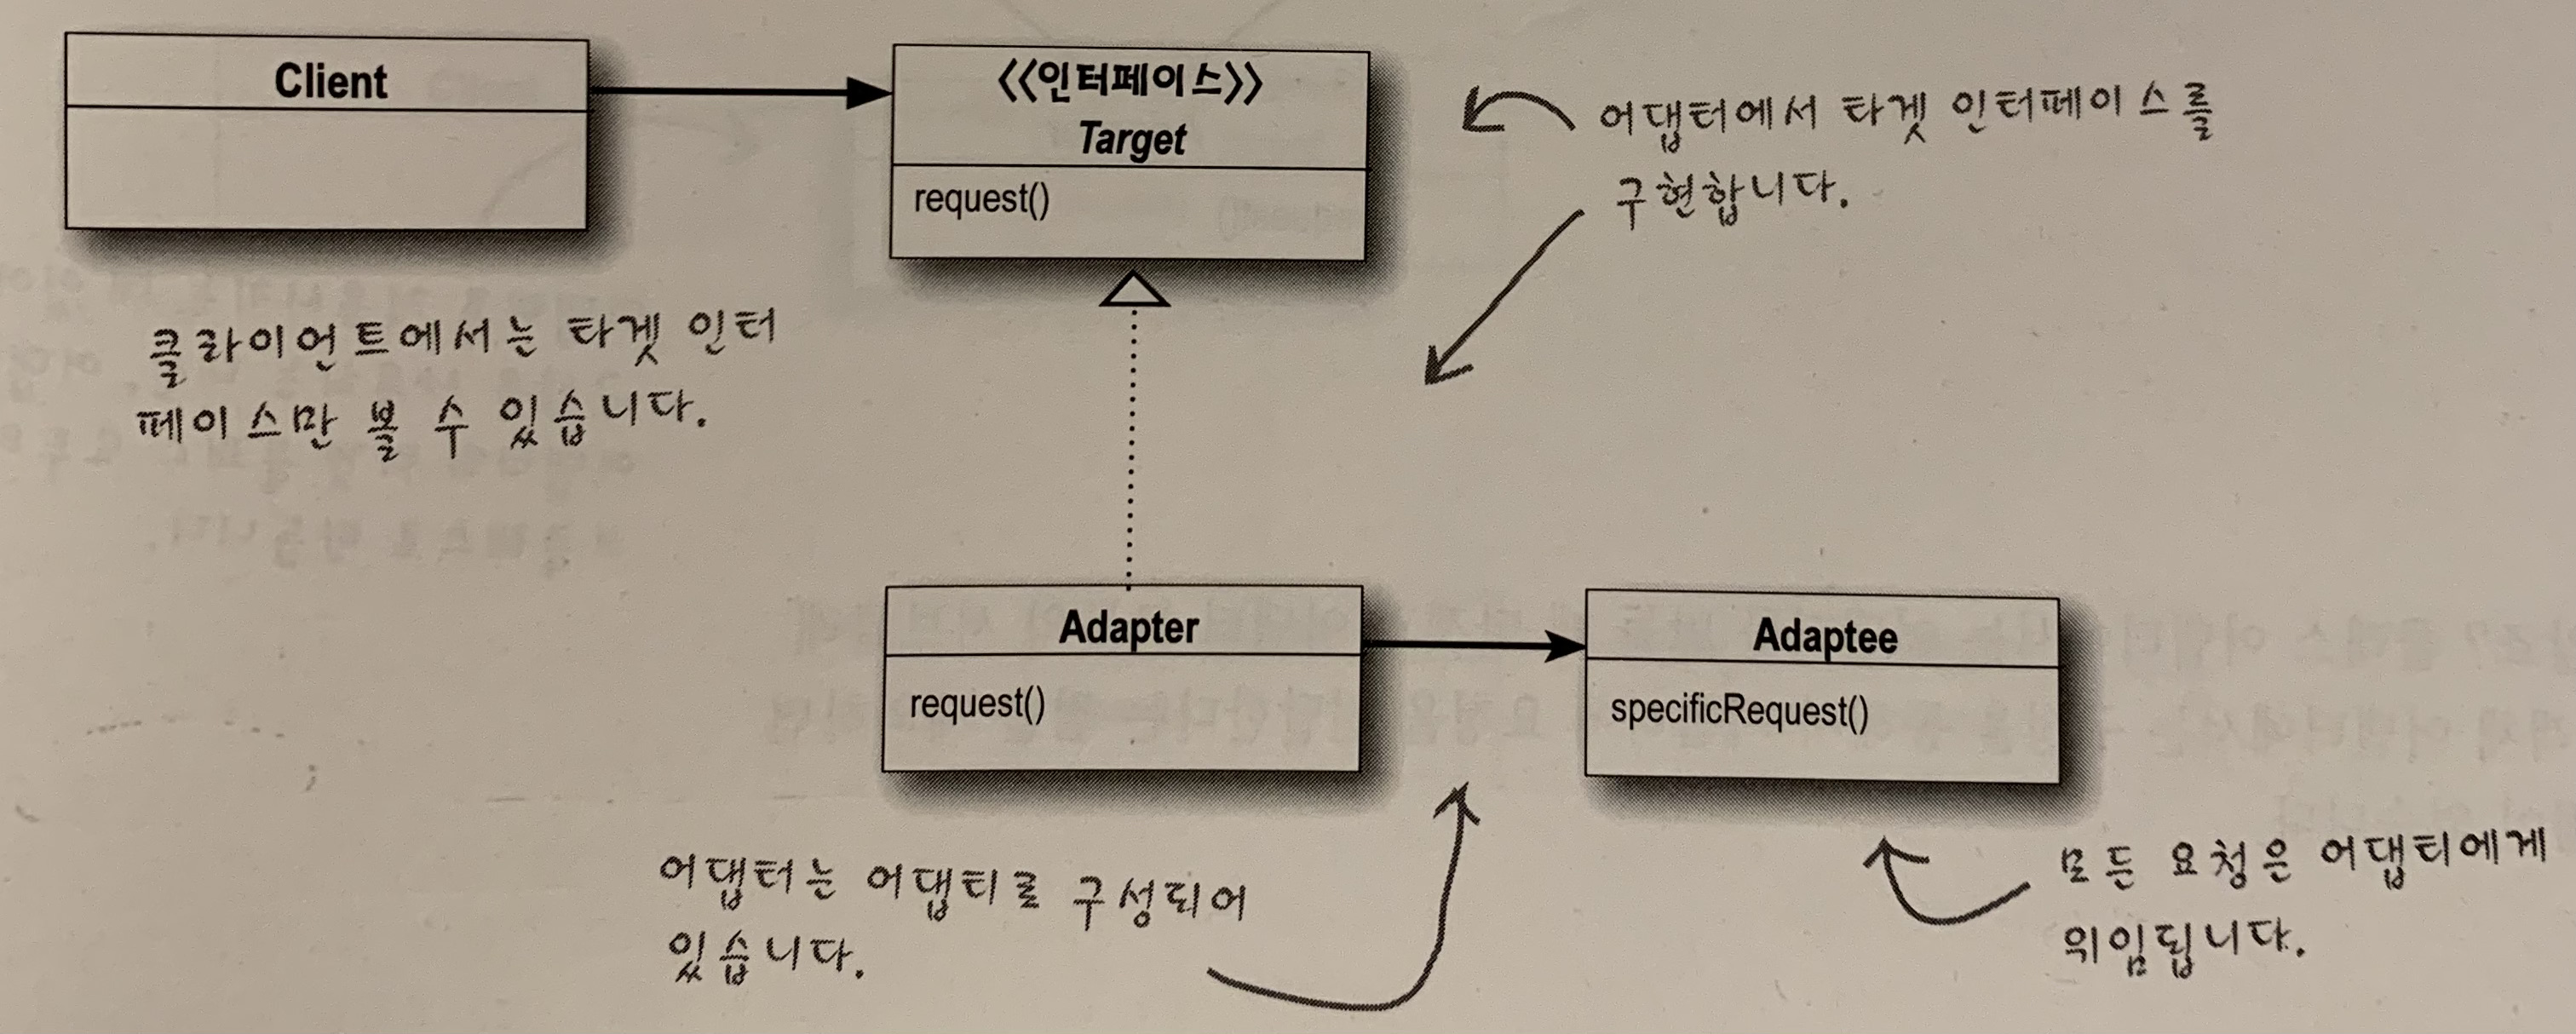 Client
<<인터페이스>>
Target
request()
어댑터에서 타겟 인터페이스를
구현합니다.
클라이언트에서는 타겟 인터
페이스만 볼 수 있습니다.
Adapter
request()
Adaptee
specificRequest()
어댑터는 어댑티로 구성되어
있습니다.
모든 요청은 어댑티에게
위임됩니다.